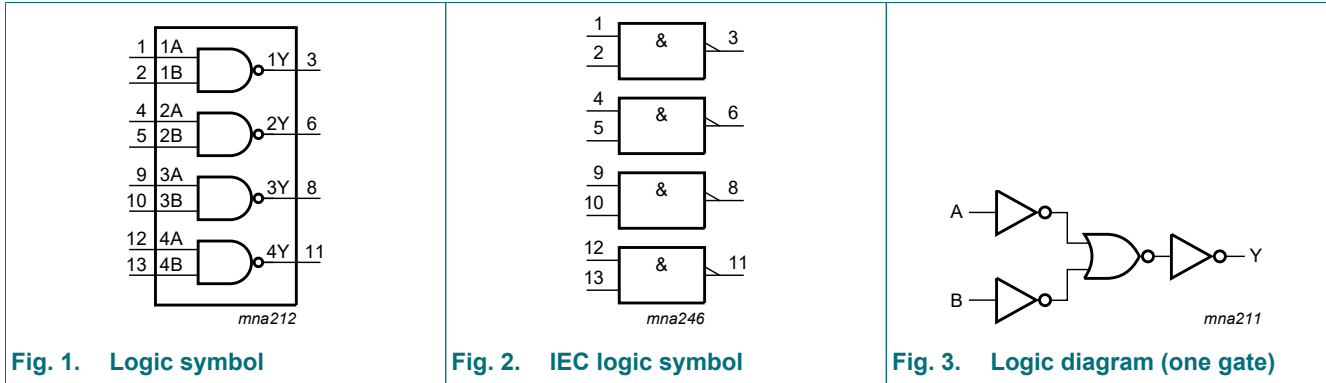 1 1A
2 1B
1Y 3
4 2A
5 2B
2Y 6
9 3A
10 3B
3Y 8
12 4A
13 4B
4Y 11
mna212
Fig. 1. Logic symbol
1
2
&
3
4
5
&
6
9
10
&
8
12
13
&
11
mna246
Fig. 2. IEC logic symbol
A
B
Y
mna211
Fig. 3. Logic diagram (one gate)